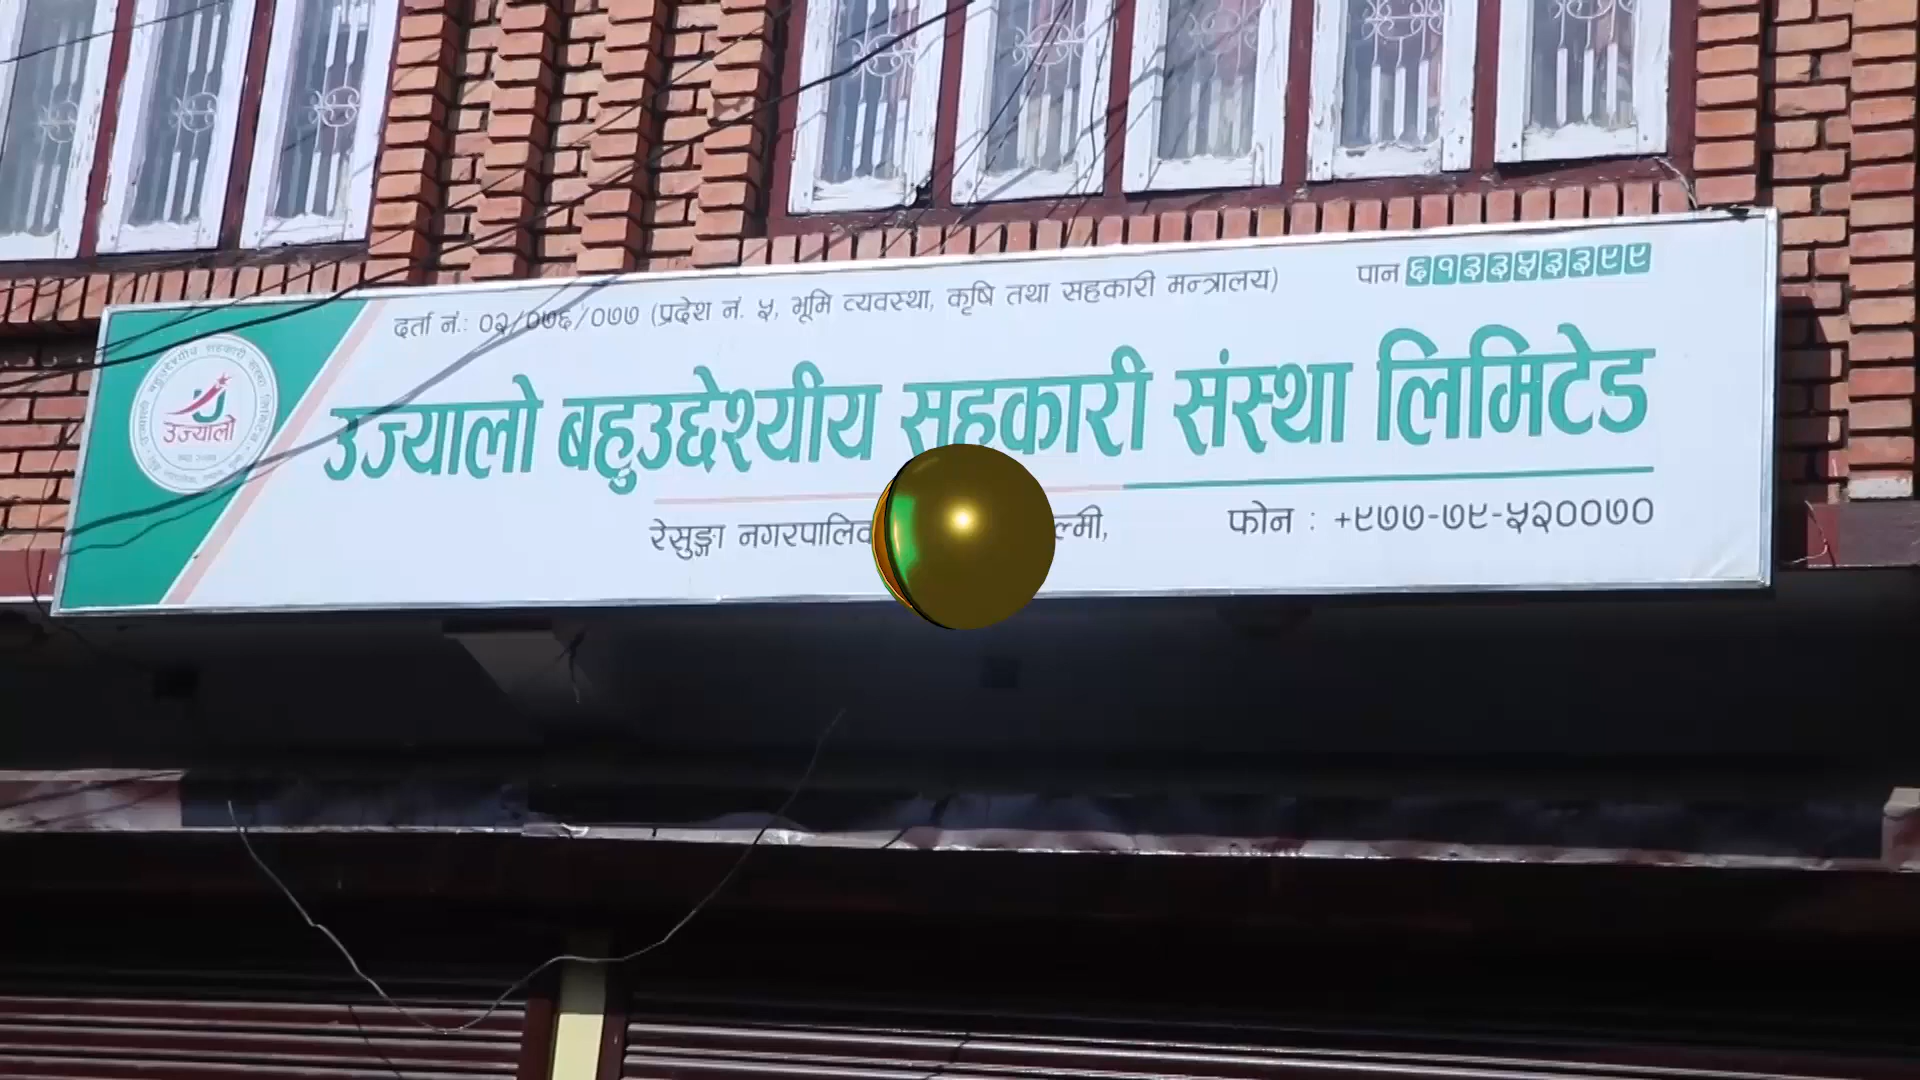 दर्ता नं.: ०२/०७६/०७७ (प्रदेश नं. ५, भूमि व्यवस्था, कृषि तथा सहकारी मन्त्रालय)
पान ६१३३५३३९९
उज्यालो
उज्यालो बहुउद्देश्यीय सहकारी संस्था लिमिटेड
रेसुङ्गा
फोन : +९७७-७९-५२००७०